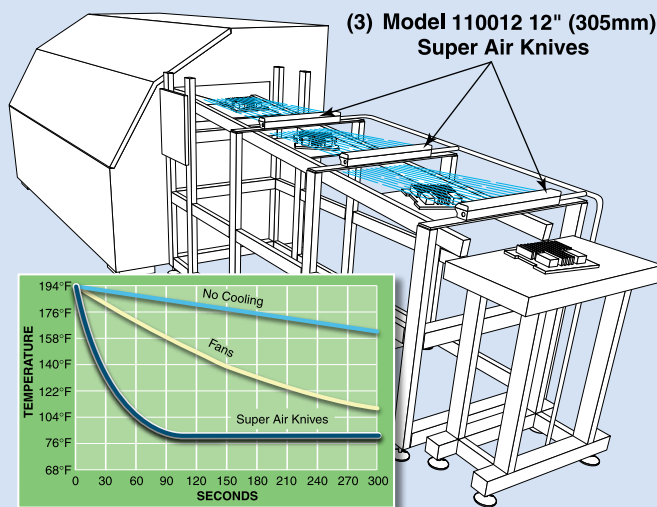 (3) Model 110012 12" (305mm)
Super Air Knives
194°F
176°F
158°F
140°F
122°F
104°F
76°F
68°F
TEMPERATURE
No Cooling
Fans
Super Air Knives
0 30 60 90 120 150 180 210 240 270 300
SECONDS